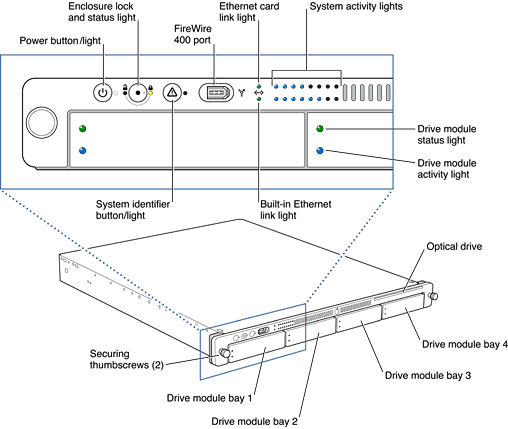 Enclosure lock
and status light
Ethernet card
link light
System activity lights
FireWire
400 port
Power button/light
Drive module
status light
Drive module
activity light
System identifier
button/light
Built-in Ethernet
link light
Optical drive
Securing
thumbscrews (2)
Drive module bay 4
Drive module bay 3
Drive module bay 1
Drive module bay 2